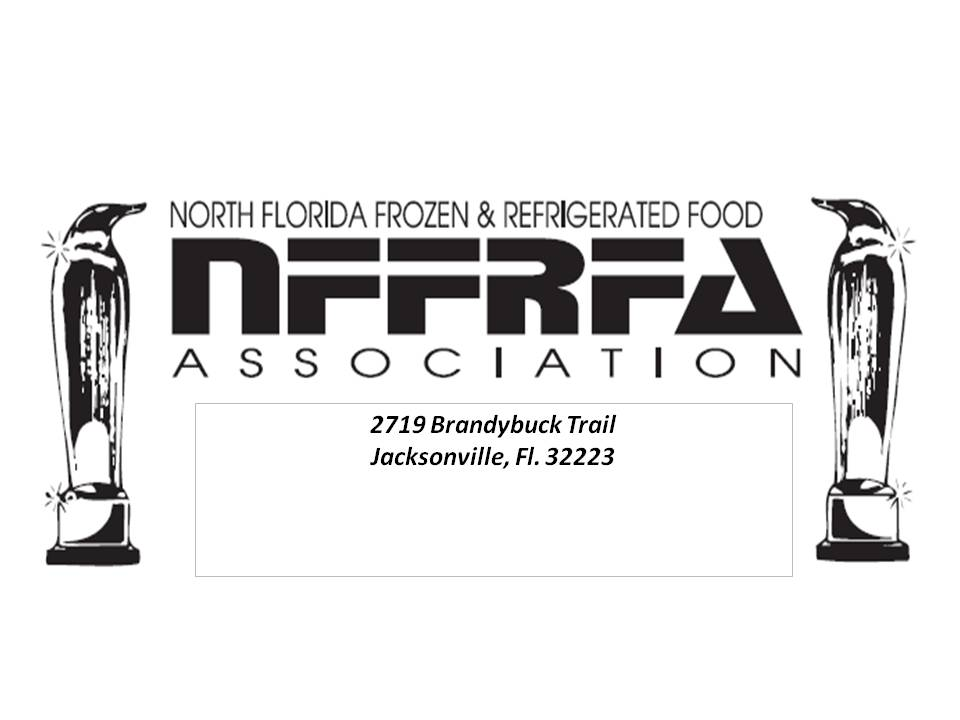 NORTH FLORIDA FROZEN & REFRIGERATED FOOD
NFFRFA
ASSOCIATION
2719 Brandybuck Trail
Jacksonville, Fl. 32223